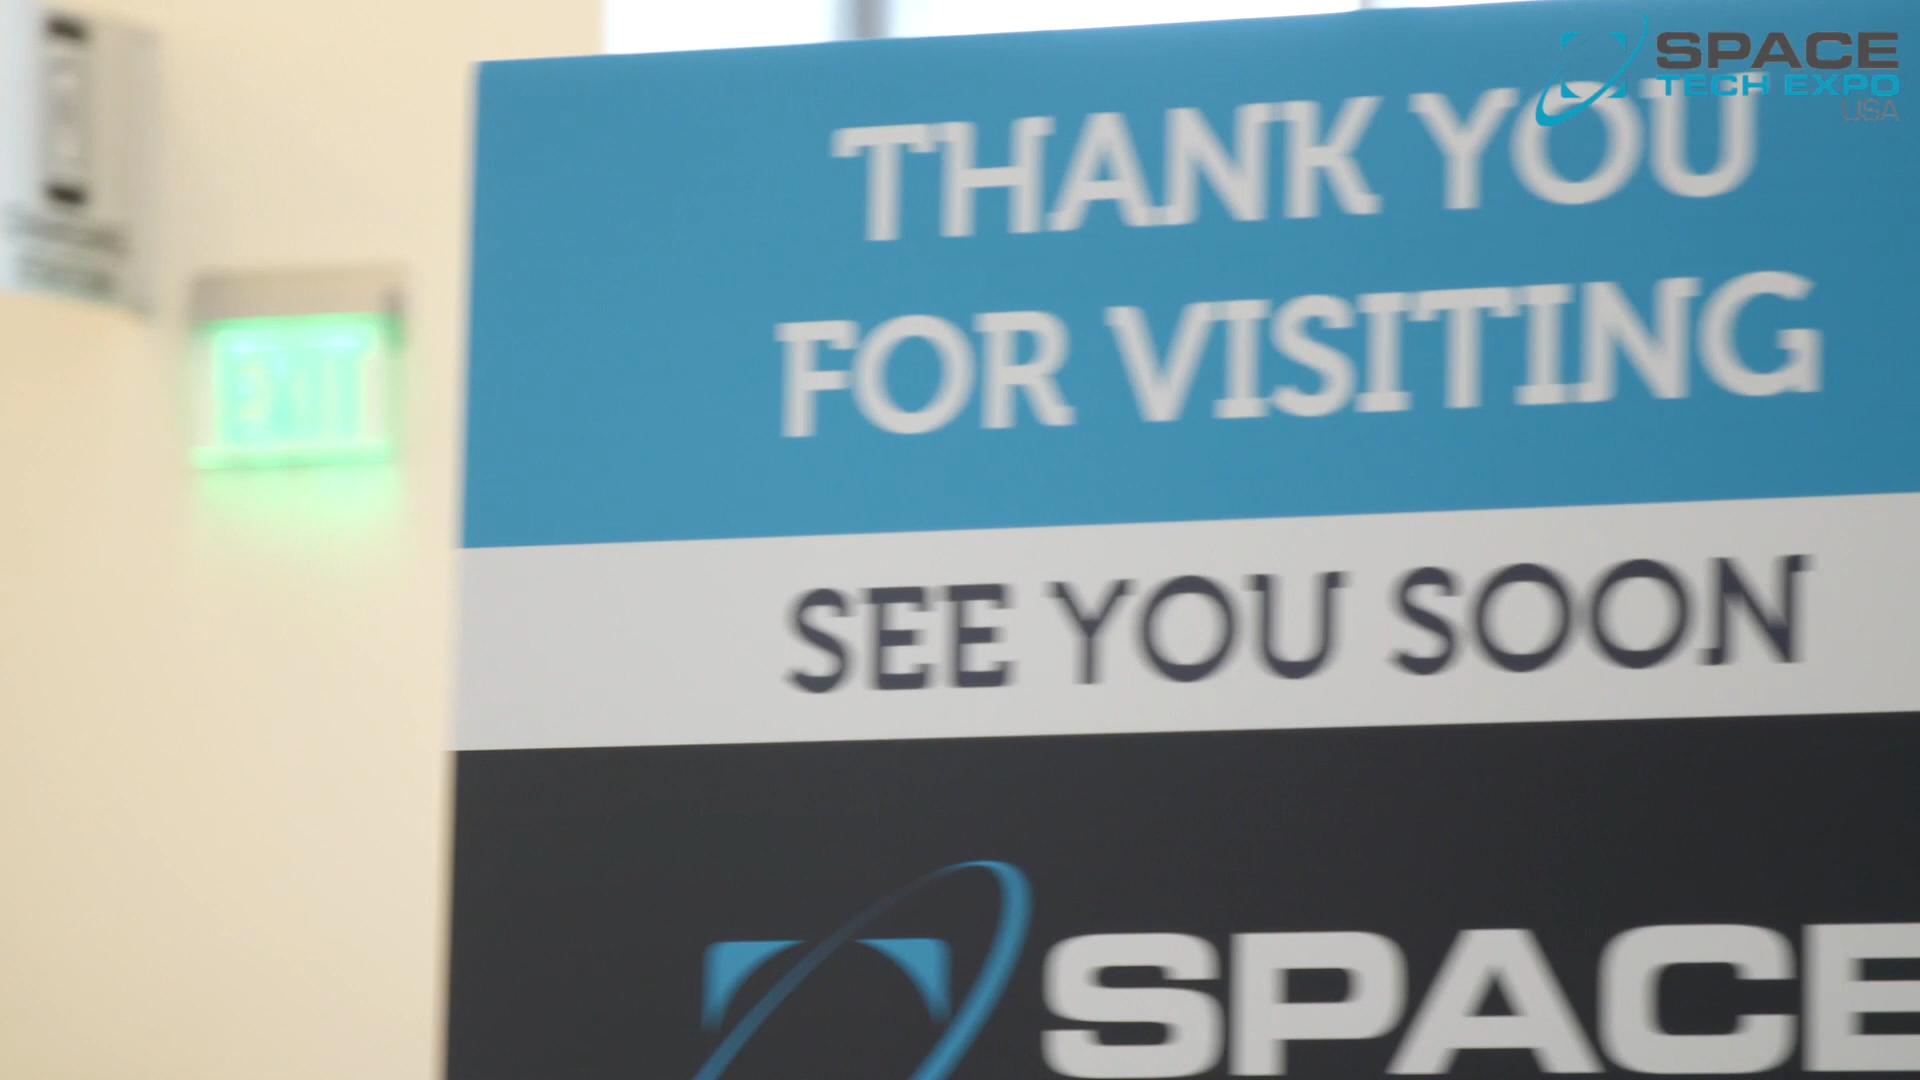 SPACE
TECH EXPO
USA
THANK YOU
FOR VISITING
EXIT
SEE YOU SOON
SPACE